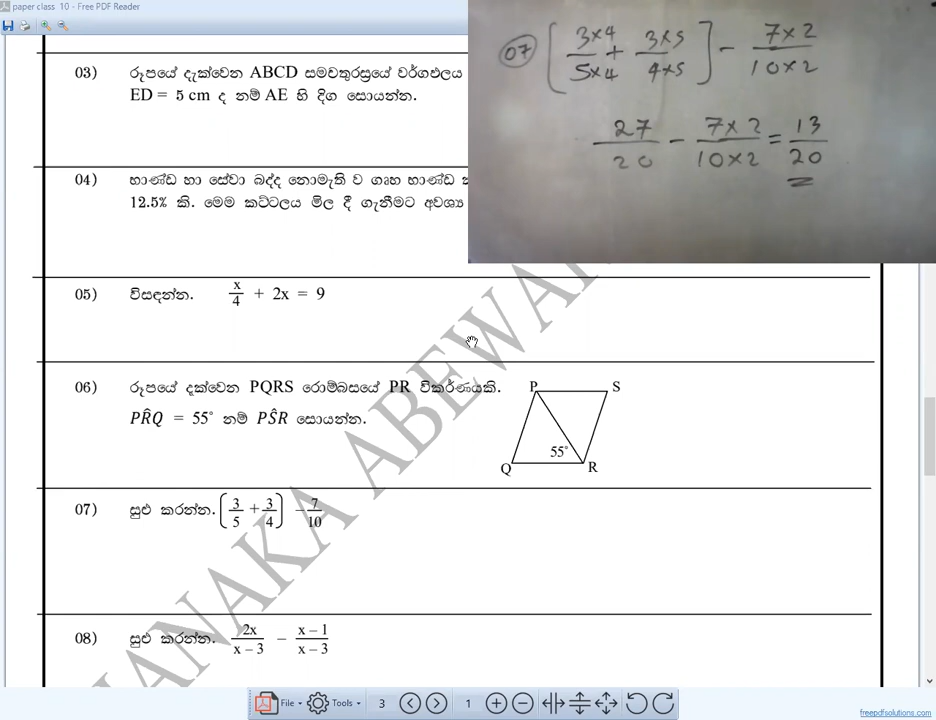 paper class 10 - Free PDF Reader
03) රූපයේ දැක්වෙන ABCD සමචතුරස්‍රයේ වර්ගඵලය
ED = 5 cm ද නම් AE හි දිග සොයන්න.
04) භාණ්ඩ හා සේවා බද්ද නොමැති ව ගෘහ භාණ්ඩ
12.5% කි. මෙම කට්ටලය මිල දී ගැනීමට අවශ්‍ය
05) විසඳන්න. x/4 + 2x = 9
06) රූපයේ දැක්වෙන PQRS රොම්බසයේ PR විකර්ණයකි.
PR̂Q = 55° නම් PŜR සොයන්න.
P S
55°
Q R
07) සුළු කරන්න. (3/5 + 3/4) - 7/10
08) සුළු කරන්න. 2x/(x – 3) – (x – 1)/(x – 3)
07 [3×4/5×4 + 3×5/4×5] - 7×2/10×2
27/20 - 7×2/10×2 = 13/20
HANAKA ABEWAR
File Tools 3 1
freepdfsolutions.com